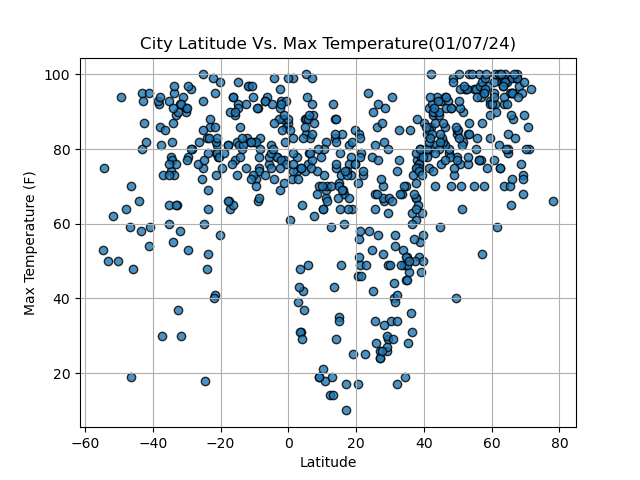 City Latitude Vs. Max Temperature(01/07/24)
100
80
60
40
20
Max Temperature (F)
−60 −40 −20 0 20 40 60 80
Latitude